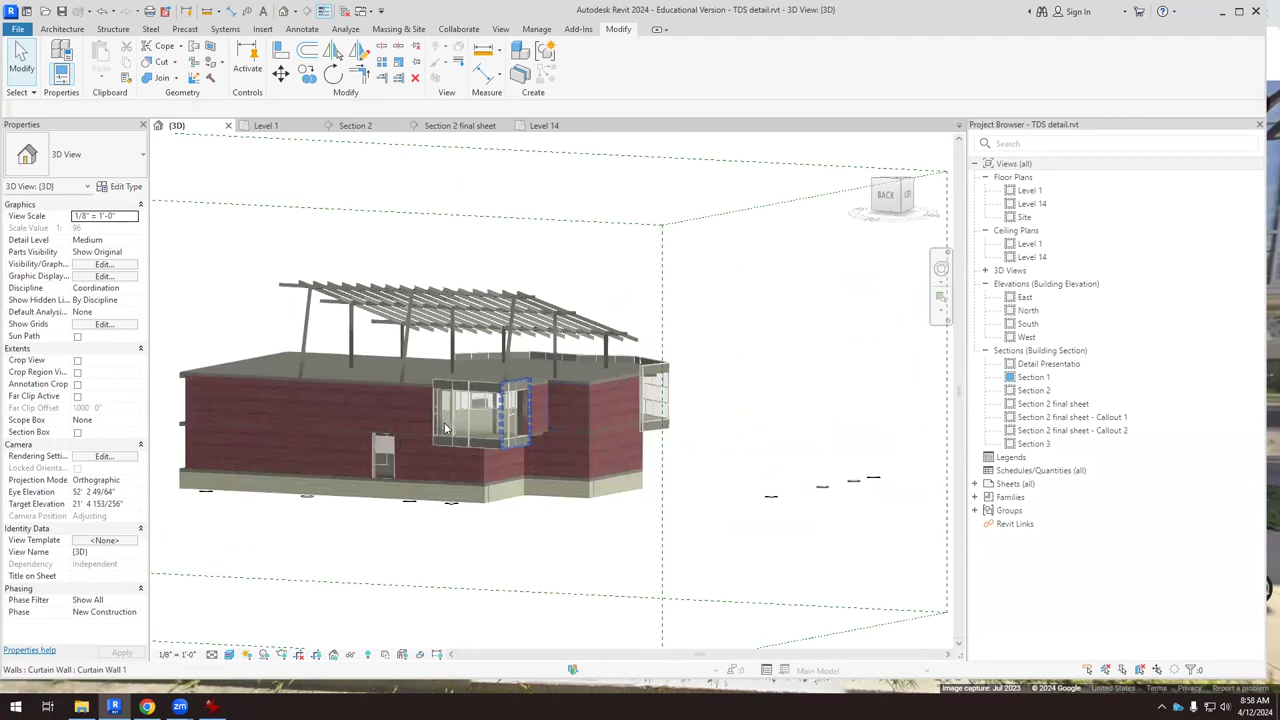 Autodesk Revit 2024 - Educational Version - TDS detail.rvt - 3D View: {3D}
Sign In
File Architecture Structure Steel Precast Systems Insert Annotate Analyze Massing & Site Collaborate View Manage Add-Ins Modify
Cope
Cut
Join
Modify
Properties
Paste
Activate
Select Properties Clipboard Geometry Controls Modify View Measure Create
Properties
{3D} Level 1 Section 2 Section 2 final sheet Level 14
Project Browser - TDS detail.rvt
3D View
Search
3D View: {3D} Edit Type
Graphics
View Scale 1/8" = 1'-0"
Scale Value 1: 96
Detail Level Medium
Parts Visibility Show Original
Visibility/Graph... Edit...
Graphic Display... Edit...
Discipline Coordination
Show Hidden Li... By Discipline
Default Analysi... None
Show Grids Edit...
Sun Path
Extents
Crop View
Crop Region Vi...
Annotation Crop
Far Clip Active
Far Clip Offset 1000' 0"
Scope Box None
Section Box
Camera
Rendering Setti... Edit...
Locked Orienta...
Projection Mode Orthographic
Eye Elevation 52' 2 49/64"
Target Elevation 21' 4 153/256"
Camera Position Adjusting
Identity Data
View Template <None>
View Name {3D}
Dependency Independent
Title on Sheet
Phasing
Phase Filter Show All
Phase New Construction
Properties help Apply
BACK
Views (all)
Floor Plans
Level 1
Level 14
Site
Ceiling Plans
Level 1
Level 14
3D Views
Elevations (Building Elevation)
East
North
South
West
Sections (Building Section)
Detail Presentatio
Section 1
Section 2
Section 2 final sheet
Section 2 final sheet - Callout 1
Section 2 final sheet - Callout 2
Section 3
Legends
Schedules/Quantities (all)
Sheets (all)
Families
Groups
Revit Links
1/8" = 1'-0"
Walls : Curtain Wall : Curtain Wall 1
:0
Main Model
:0
Image capture: Jul 2023 © 2024 Google United States Terms Privacy Report a problem
8:58 AM
4/12/2024